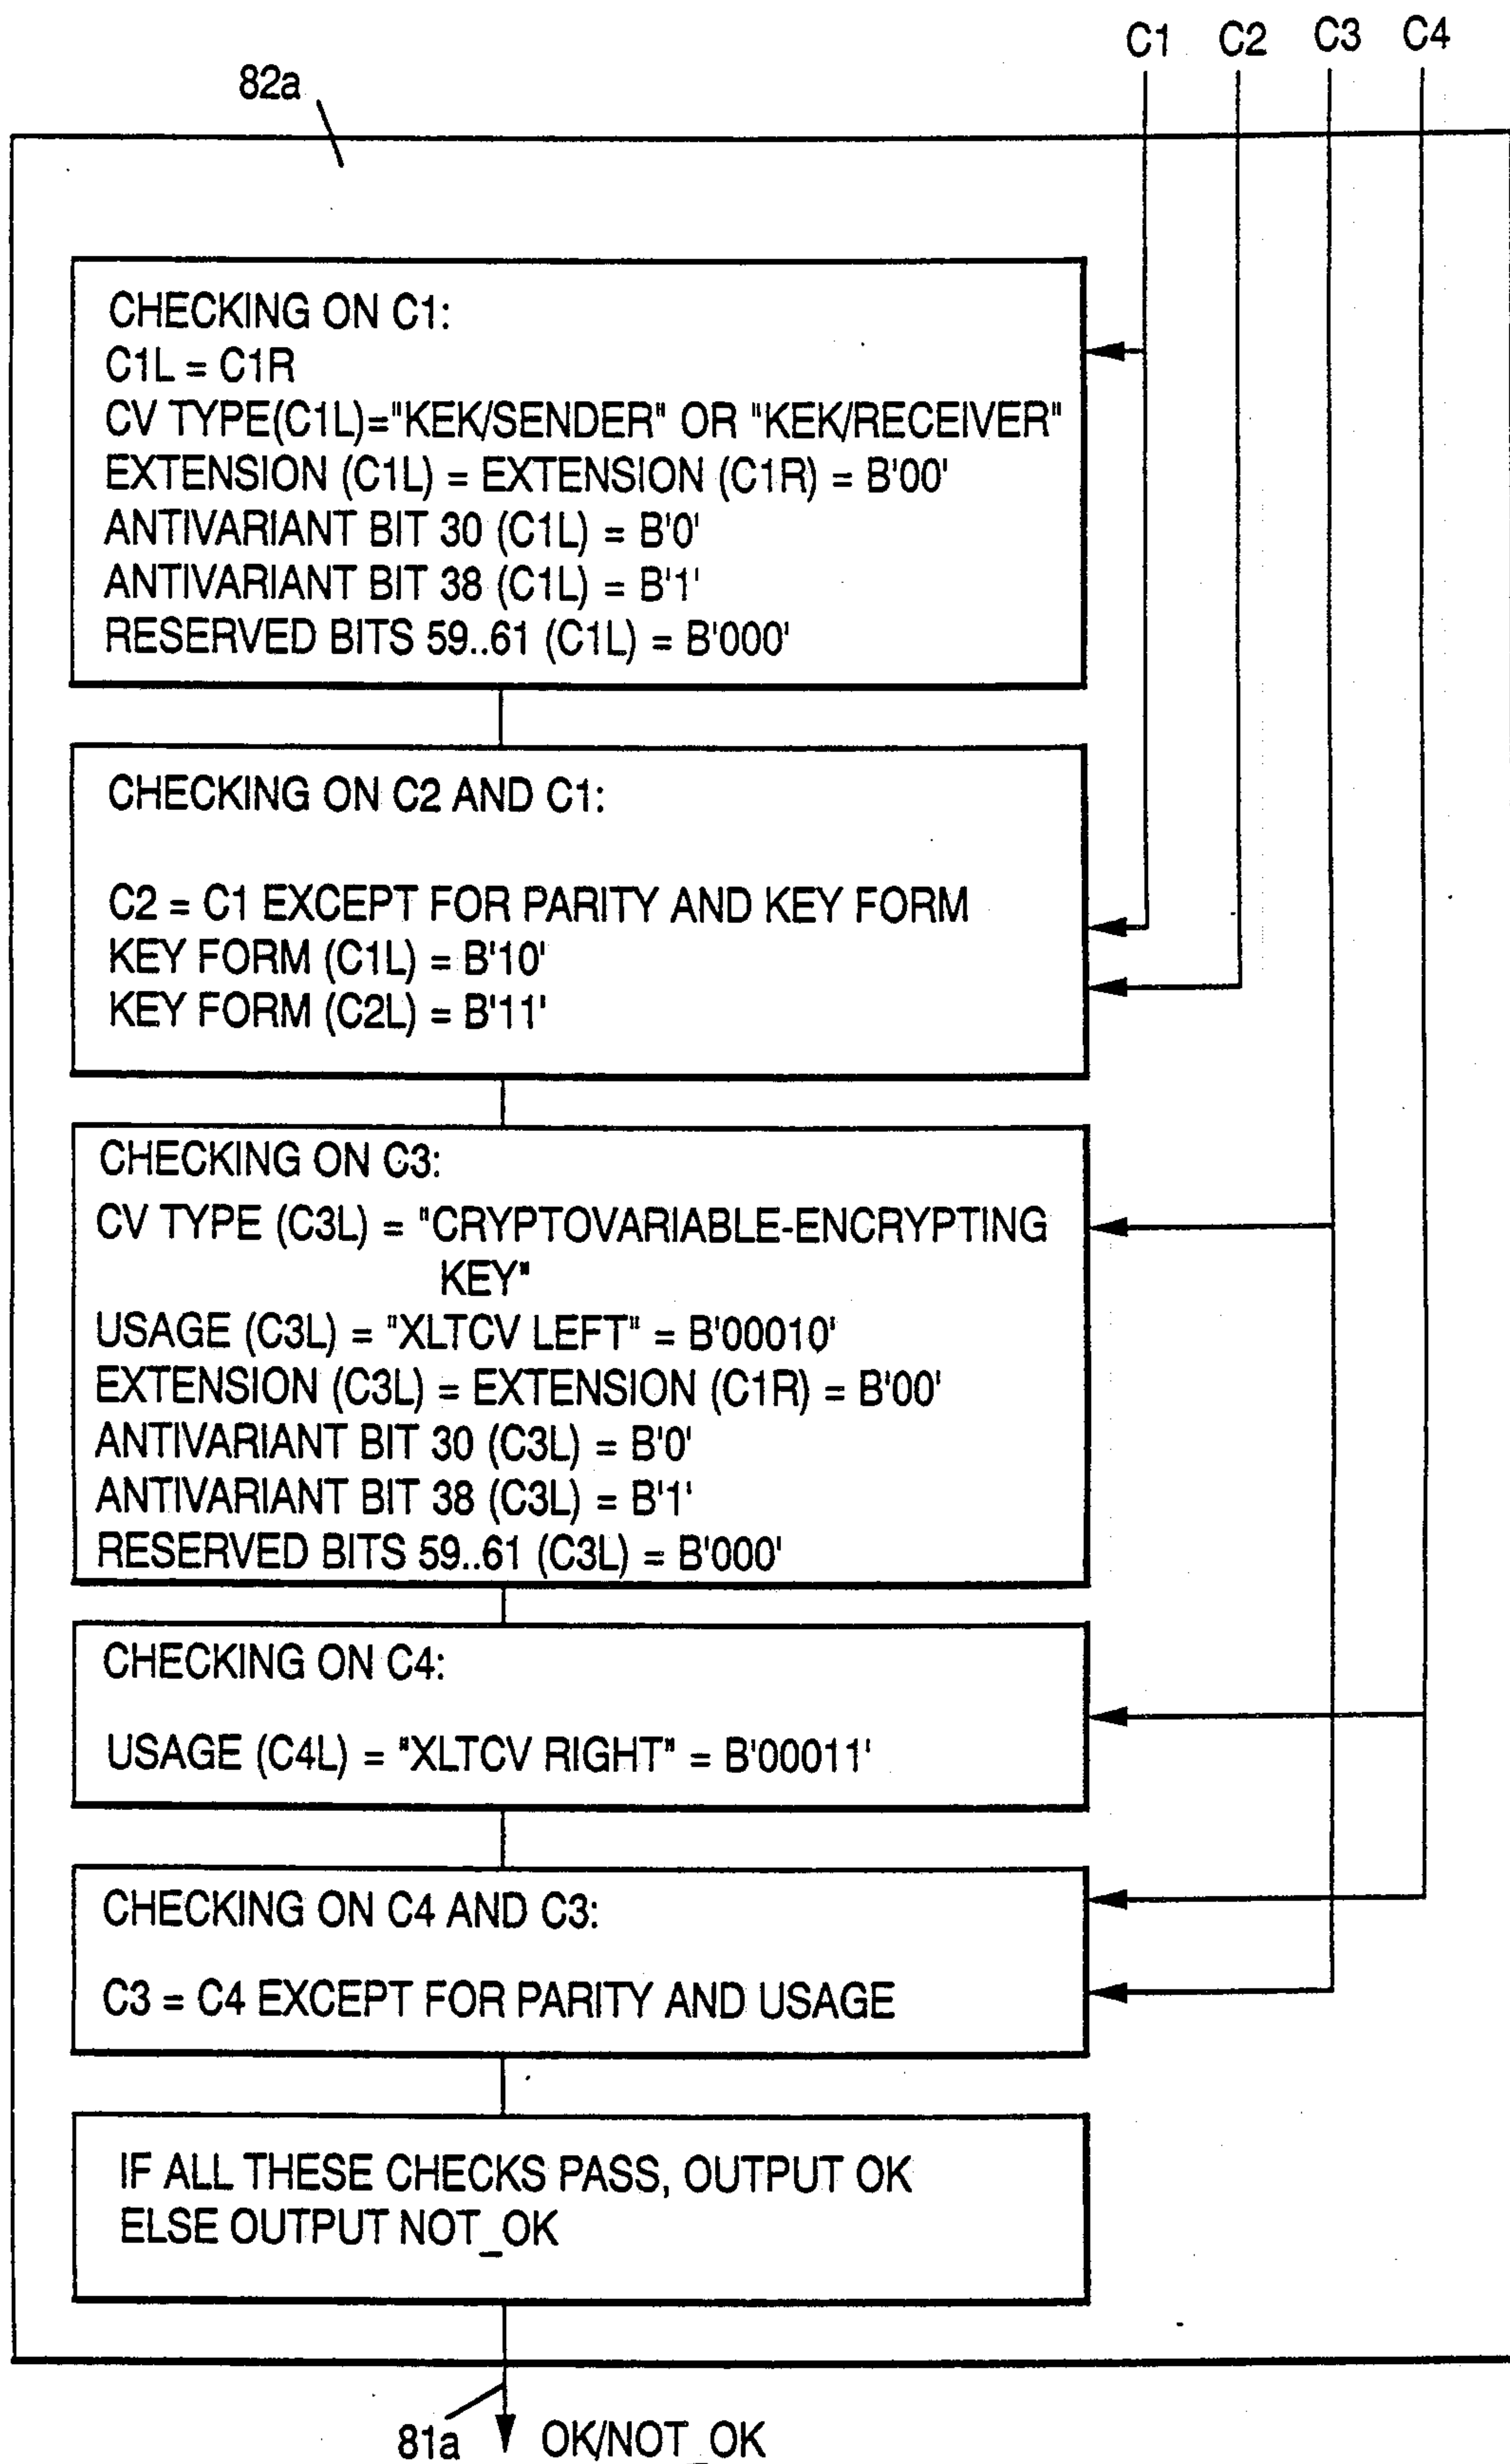 C1 C2 C3 C4
82a
CHECKING ON C1:
C1L = C1R
CV TYPE(C1L)="KEK/SENDER" OR "KEK/RECEIVER"
EXTENSION (C1L) = EXTENSION (C1R) = B'00'
ANTIVARIANT BIT 30 (C1L) = B'0'
ANTIVARIANT BIT 38 (C1L) = B'1'
RESERVED BITS 59..61 (C1L) = B'000'
CHECKING ON C2 AND C1:
C2 = C1 EXCEPT FOR PARITY AND KEY FORM
KEY FORM (C1L) = B'10'
KEY FORM (C2L) = B'11'
CHECKING ON C3:
CV TYPE (C3L) = "CRYPTOVARIABLE-ENCRYPTING
KEY"
USAGE (C3L) = "XLTCV LEFT" = B'00010'
EXTENSION (C3L) = EXTENSION (C1R) = B'00'
ANTIVARIANT BIT 30 (C3L) = B'0'
ANTIVARIANT BIT 38 (C3L) = B'1'
RESERVED BITS 59..61 (C3L) = B'000'
CHECKING ON C4:
USAGE (C4L) = "XLTCV RIGHT" = B'00011'
CHECKING ON C4 AND C3:
C3 = C4 EXCEPT FOR PARITY AND USAGE
IF ALL THESE CHECKS PASS, OUTPUT OK
ELSE OUTPUT NOT_OK
81a OK/NOT_OK